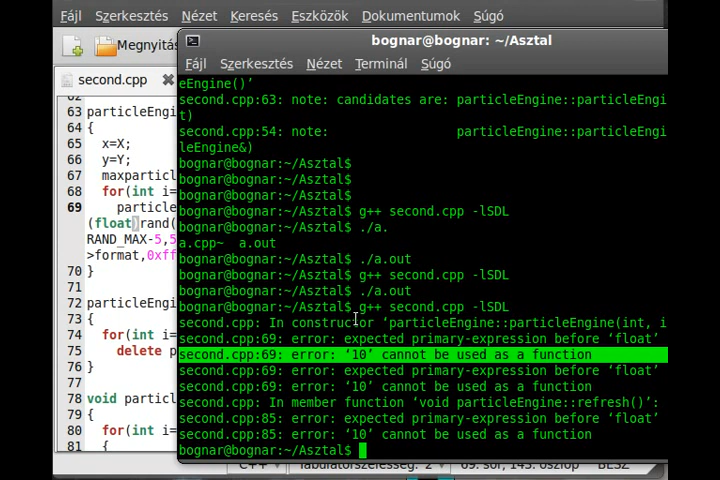 Fájl Szerkesztés Nézet Keresés Eszközök Dokumentumok Súgó
Megnyitás
bognar@bognar: ~/Asztal
Fájl Szerkesztés Nézet Terminál Súgó
second.cpp
63 particleEngi
64 {
65 x=X;
66 y=Y;
67 maxparticl
68 for(int i=
69 particle
(float)rand(
RAND_MAX-5,5
>format,0xff
70 }
71
72 particleEngi
73 {
74 for(int i=
75 delete p
76 }
77
78 void particl
79 {
80 for(int i=
81 {
eEngine()’
second.cpp:63: note: candidates are: particleEngine::particleEngi
t)
second.cpp:54: note: particleEngine::particleEngi
leEngine&)
bognar@bognar:~/Asztal$
bognar@bognar:~/Asztal$
bognar@bognar:~/Asztal$
bognar@bognar:~/Asztal$ g++ second.cpp -lSDL
bognar@bognar:~/Asztal$ ./a.
a.cpp~ a.out
bognar@bognar:~/Asztal$ ./a.out
bognar@bognar:~/Asztal$ g++ second.cpp -lSDL
bognar@bognar:~/Asztal$ ./a.out
bognar@bognar:~/Asztal$ g++ second.cpp -lSDL
second.cpp: In constructor ‘particleEngine::particleEngine(int, i
second.cpp:69: error: expected primary-expression before ‘float’
second.cpp:69: error: ‘10’ cannot be used as a function
second.cpp:69: error: expected primary-expression before ‘float’
second.cpp:69: error: ‘10’ cannot be used as a function
second.cpp: In member function ‘void particleEngine::refresh()’:
second.cpp:85: error: expected primary-expression before ‘float’
second.cpp:85: error: ‘10’ cannot be used as a function
bognar@bognar:~/Asztal$
C++ Tabulátorszélesség: 2 69. sor, 143. oszlop BESZ